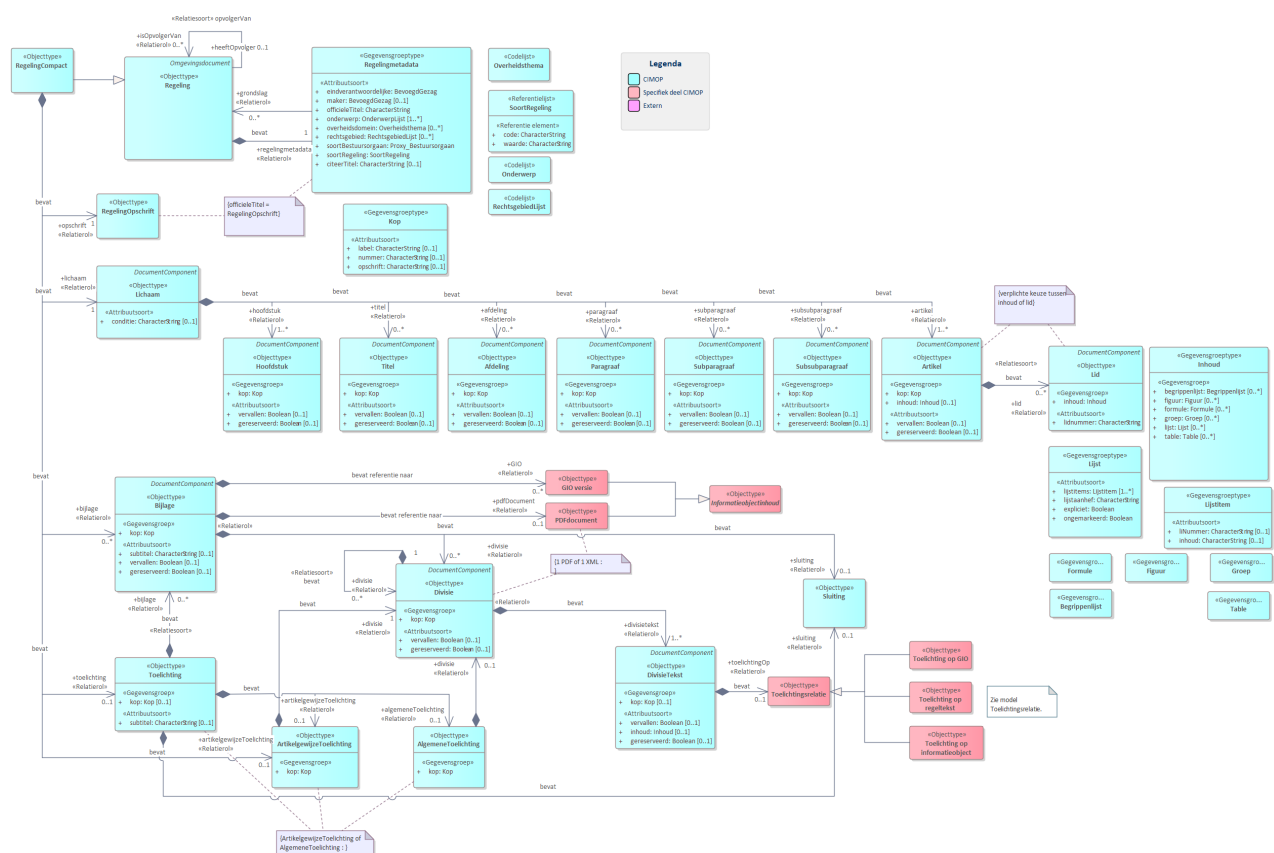 «Relatiesoort» opvolgerVan
+isOpvolgerVan
«Relatierol» 0..*
+heeftOpvolger 0..1
«Objecttype»
RegelingCompact
Omgevingsdocument
«Objecttype»
Regeling
+grondslag
«Relatierol»
0..*
bevat
1
+regelingmetadata
«Relatierol»
«Gegevensgroeptype»
Regelingmetadata
«Attribuutsoort»
+ eindverantwoordelijke: BevoegdGezag
+ maker: BevoegdGezag [0..1]
+ officieleTitel: CharacterString
+ onderwerp: OnderwerpLijst [1..*]
+ overheidsdomein: Overheidsthema [0..*]
+ rechtsgebied: RechtsgebiedLijst [0..*]
+ soortBestuursorgaan: Proxy_Bestuursorgaan
+ soortRegeling: SoortRegeling
+ citeerTitel: CharacterString [0..1]
«Codelijst»
Overheidsthema
«Referentielijst»
SoortRegeling
«Referentie element»
+ code: CharacterString
+ waarde: CharacterString
«Codelijst»
Onderwerp
«Codelijst»
RechtsgebiedLijst
Legenda
CIMOP
Specifiek deel CIMOP
Extern
bevat
«Objecttype»
RegelingOpschrift
+opschrift 1
«Relatierol»
{officieleTitel =
RegelingOpschrift}
«Gegevensgroeptype»
Kop
«Attribuutsoort»
+ label: CharacterString [0..1]
+ nummer: CharacterString [0..1]
+ opschrift: CharacterString [0..1]
bevat
+lichaam
«Relatierol»
1
DocumentComponent
«Objecttype»
Lichaam
«Attribuutsoort»
+ conditie: CharacterString [0..1]
bevat
bevat
bevat
bevat
bevat
bevat
+hoofdstuk
«Relatierol»
1..*
+titel
«Relatierol»
0..*
+afdeling
«Relatierol»
0..*
+paragraaf
«Relatierol»
0..*
+subparagraaf
«Relatierol»
0..*
+subsubparagraaf
«Relatierol»
0..*
+artikel
«Relatierol»
1..*
{verplichte keuze tussen
inhoud of lid}
DocumentComponent
«Objecttype»
Hoofdstuk
«Gegevensgroep»
+ kop: Kop
«Attribuutsoort»
+ vervallen: Boolean [0..1]
+ gereserveerd: Boolean [0..1]
DocumentComponent
«Objecttype»
Titel
«Gegevensgroep»
+ kop: Kop
«Attribuutsoort»
+ vervallen: Boolean [0..1]
+ gereserveerd: Boolean [0..1]
DocumentComponent
«Objecttype»
Afdeling
«Gegevensgroep»
+ kop: Kop
«Attribuutsoort»
+ vervallen: Boolean [0..1]
+ gereserveerd: Boolean [0..1]
DocumentComponent
«Objecttype»
Paragraaf
«Gegevensgroep»
+ kop: Kop
«Attribuutsoort»
+ vervallen: Boolean [0..1]
+ gereserveerd: Boolean [0..1]
DocumentComponent
«Objecttype»
Subparagraaf
«Gegevensgroep»
+ kop: Kop
«Attribuutsoort»
+ vervallen: Boolean [0..1]
+ gereserveerd: Boolean [0..1]
DocumentComponent
«Objecttype»
Subsubparagraaf
«Gegevensgroep»
+ kop: Kop
«Attribuutsoort»
+ vervallen: Boolean [0..1]
+ gereserveerd: Boolean [0..1]
DocumentComponent
«Objecttype»
Artikel
«Gegevensgroep»
+ kop: Kop
+ inhoud: Inhoud [0..1]
«Attribuutsoort»
+ vervallen: Boolean [0..1]
+ gereserveerd: Boolean [0..1]
«Relatiesoort»
bevat
0..*
+lid
«Relatierol»
DocumentComponent
«Objecttype»
Lid
«Gegevensgroep»
+ inhoud: Inhoud
«Attribuutsoort»
+ lidnummer: CharacterString
«Gegevensgroeptype»
Inhoud
«Gegevensgroep»
+ begrippenlijst: Begrippenlijst [0..*]
+ figuur: Figuur [0..*]
+ formule: Formule [0..*]
+ groep: Groep [0..*]
+ lijst: Lijst [0..*]
+ table: Table [0..*]
«Gegevensgroeptype»
Lijst
«Attribuutsoort»
+ lijstitems: Lijstitem [1..*]
+ lijstaanhef: CharacterString
+ expliciet: Boolean
+ ongemarkeerd: Boolean
«Gegevensgroeptype»
Lijstitem
«Attribuutsoort»
+ liNummer: CharacterString [0..1]
+ inhoud: CharacterString [0..1]
«Gegevensgro...
Formule
«Gegevensgro...
Figuur
«Gegevensgro...
Groep
«Gegevensgro...
Begrippenlijst
«Gegevensgro...
Table
bevat
+bijlage
«Relatierol»
0..*
DocumentComponent
«Objecttype»
Bijlage
«Gegevensgroep»
+ kop: Kop
«Attribuutsoort»
+ subtitel: CharacterString [0..1]
+ vervallen: Boolean [0..1]
+ gereserveerd: Boolean [0..1]
bevat referentie naar
+GIO
«Relatierol»
0..*
«Objecttype»
GIO versie
bevat referentie naar
+pdfDocument
«Relatierol»
0..1
«Objecttype»
PDFdocument
«Objecttype»
Informatieobjectinhoud
«Relatierol»
bevat
bevat
0..*
+divisie
«Relatierol»
{1 PDF of 1 XML :
}
«Relatiesoort»
bevat
1
+divisie
«Relatierol»
0..*
DocumentComponent
«Objecttype»
Divisie
«Gegevensgroep»
+ kop: Kop
«Attribuutsoort»
+ vervallen: Boolean [0..1]
+ gereserveerd: Boolean [0..1]
«Relatierol»
bevat
+divisietekst
«Relatierol»
1..*
+sluiting
«Relatierol»
0..1
«Objecttype»
Sluiting
+sluiting
«Relatierol»
0..1
+bijlage 0..*
«Relatierol»
bevat
«Relatiesoort»
bevat
1
+divisie
«Relatierol»
bevat
0..1
+divisie
«Relatierol»
bevat
+toelichting
«Relatierol»
0..1
«Objecttype»
Toelichting
«Gegevensgroep»
+ kop: Kop [0..1]
«Attribuutsoort»
+ subtitel: CharacterString [0..1]
bevat
+artikelgewijzeToelichting
«Relatierol»
0..1
+algemeneToelichting
«Relatierol»
0..1
DocumentComponent
«Objecttype»
DivisieTekst
«Gegevensgroep»
+ kop: Kop [0..1]
«Attribuutsoort»
+ vervallen: Boolean [0..1]
+ inhoud: Inhoud [0..1]
+ gereserveerd: Boolean [0..1]
+toelichtingOp
«Relatierol»
bevat
0..1
«Objecttype»
Toelichtingsrelatie
«Objecttype»
Toelichting op GIO
«Objecttype»
Toelichting op
regeltekst
«Objecttype»
Toelichting op
informatieobject
Zie model
Toelichtingsrelatie.
+artikelgewijzeToelichting
«Relatierol»
bevat
0..1
«Objecttype»
ArtikelgewijzeToelichting
«Gegevensgroep»
+ kop: Kop
«Objecttype»
AlgemeneToelichting
«Gegevensgroep»
+ kop: Kop
bevat
{ArtikelgewijzeToelichting of
AlgemeneToelichting : }